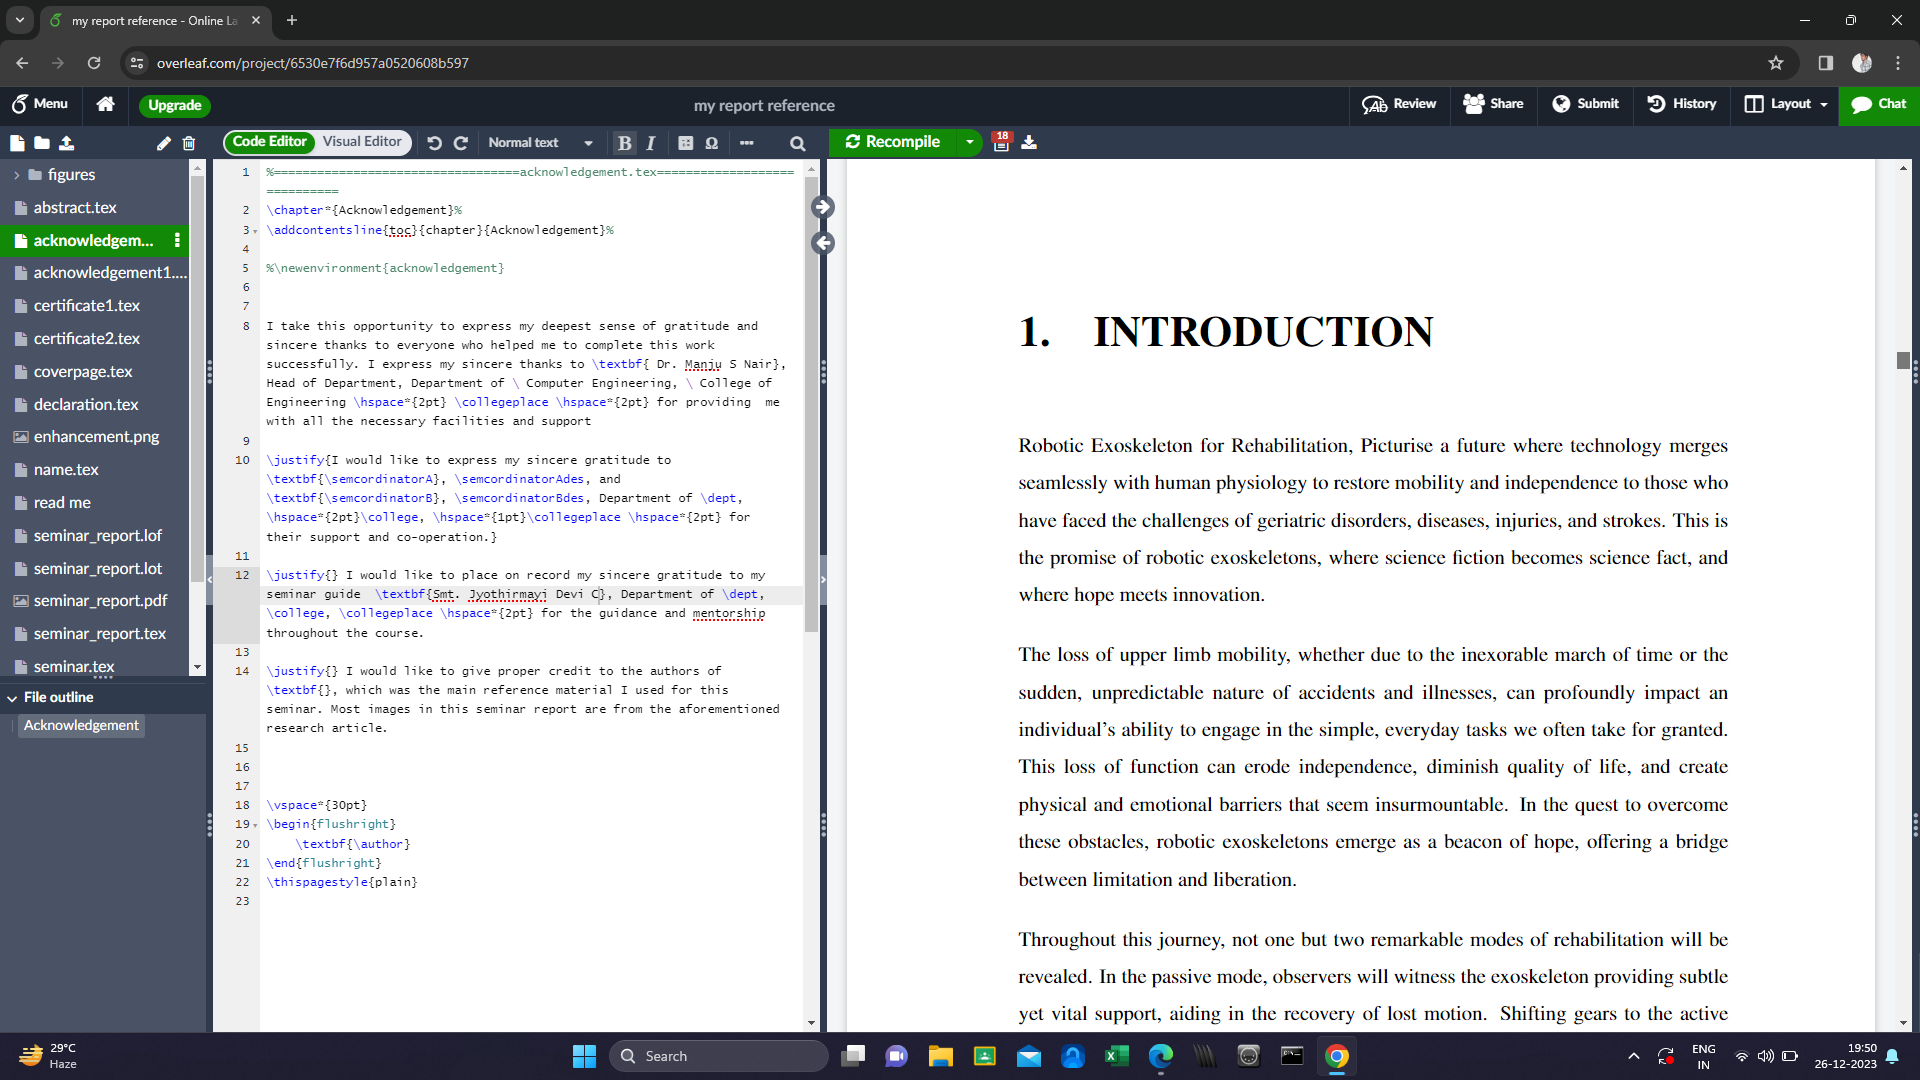 my report reference - Online La
overleaf.com/project/6530e7f6d957a0520608b597
Menu
Upgrade
my report reference
Review
Share
Submit
History
Layout
Chat
Code Editor
Visual Editor
Normal text
B
I
Ω
Recompile
18
figures
abstract.tex
acknowledgem...
acknowledgement1....
certificate1.tex
certificate2.tex
coverpage.tex
declaration.tex
enhancement.png
name.tex
read me
seminar_report.lof
seminar_report.lot
seminar_report.pdf
seminar_report.tex
seminar.tex
File outline
Acknowledgement
1 %==================================acknowledgement.tex===================
==========
2 \chapter*{Acknowledgement}%
3 \addcontentsline{toc}{chapter}{Acknowledgement}%
4
5 %\newenvironment{acknowledgement}
6
7
8 I take this opportunity to express my deepest sense of gratitude and
sincere thanks to everyone who helped me to complete this work
successfully. I express my sincere thanks to \textbf{ Dr. Manju S Nair},
Head of Department, Department of \ Computer Engineering, \ College of
Engineering \hspace*{2pt} \collegeplace \hspace*{2pt} for providing  me
with all the necessary facilities and support
9
10 \justify{I would like to express my sincere gratitude to
\textbf{\semcordinatorA}, \semcordinatorAdes, and
\textbf{\semcordinatorB}, \semcordinatorBdes, Department of \dept,
\hspace*{2pt}\college, \hspace*{1pt}\collegeplace \hspace*{2pt} for
their support and co-operation.}
11
12 \justify{} I would like to place on record my sincere gratitude to my
seminar guide  \textbf{Smt. Jyothirmayi Devi C}, Department of \dept,
\college, \collegeplace \hspace*{2pt} for the guidance and mentorship
throughout the course.
13
14 \justify{} I would like to give proper credit to the authors of
\textbf{}, which was the main reference material I used for this
seminar. Most images in this seminar report are from the aforementioned
research article.
15
16
17
18 \vspace*{30pt}
19 \begin{flushright}
20     \textbf{\author}
21 \end{flushright}
22 \thispagestyle{plain}
23
1. INTRODUCTION
Robotic Exoskeleton for Rehabilitation, Picturise a future where technology merges
seamlessly with human physiology to restore mobility and independence to those who
have faced the challenges of geriatric disorders, diseases, injuries, and strokes. This is
the promise of robotic exoskeletons, where science fiction becomes science fact, and
where hope meets innovation.
The loss of upper limb mobility, whether due to the inexorable march of time or the
sudden, unpredictable nature of accidents and illnesses, can profoundly impact an
individual’s ability to engage in the simple, everyday tasks we often take for granted.
This loss of function can erode independence, diminish quality of life, and create
physical and emotional barriers that seem insurmountable. In the quest to overcome
these obstacles, robotic exoskeletons emerge as a beacon of hope, offering a bridge
between limitation and liberation.
Throughout this journey, not one but two remarkable modes of rehabilitation will be
revealed. In the passive mode, observers will witness the exoskeleton providing subtle
yet vital support, aiding in the recovery of lost motion. Shifting gears to the active
29°C
Haze
Search
ENG
IN
19:50
26-12-2023